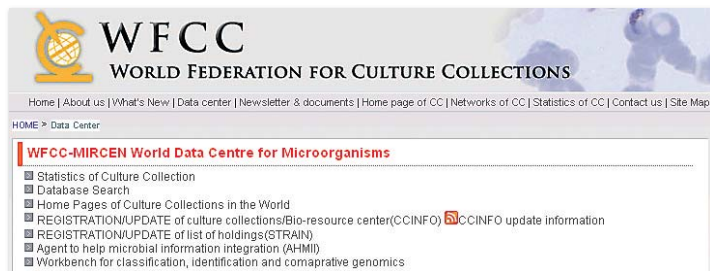 WFCC
WORLD FEDERATION FOR CULTURE COLLECTIONS
Home | About us | What's New | Data center | Newsletter & documents | Home page of CC | Networks of CC | Statistics of CC | Contact us | Site Map
HOME > Data Center
WFCC-MIRCEN World Data Centre for Microorganisms
Statistics of Culture Collection
Database Search
Home Pages of Culture Collections in the World
REGISTRATION/UPDATE of culture collections/Bio-resource center(CCINFO) CCINFO update information
REGISTRATION/UPDATE of list of holdings(STRAIN)
Agent to help microbial information integration (AHMII)
Workbench for classification, identification and comaprative genomics